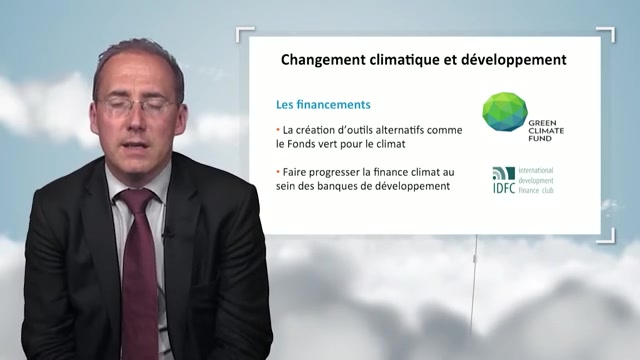 Changement climatique et développement
Les financements
• La création d'outils alternatifs comme
le Fonds vert pour le climat
GREEN
CLIMATE
FUND
• Faire progresser la finance climat au
sein des banques de développement
IDFC
international
development
finance club